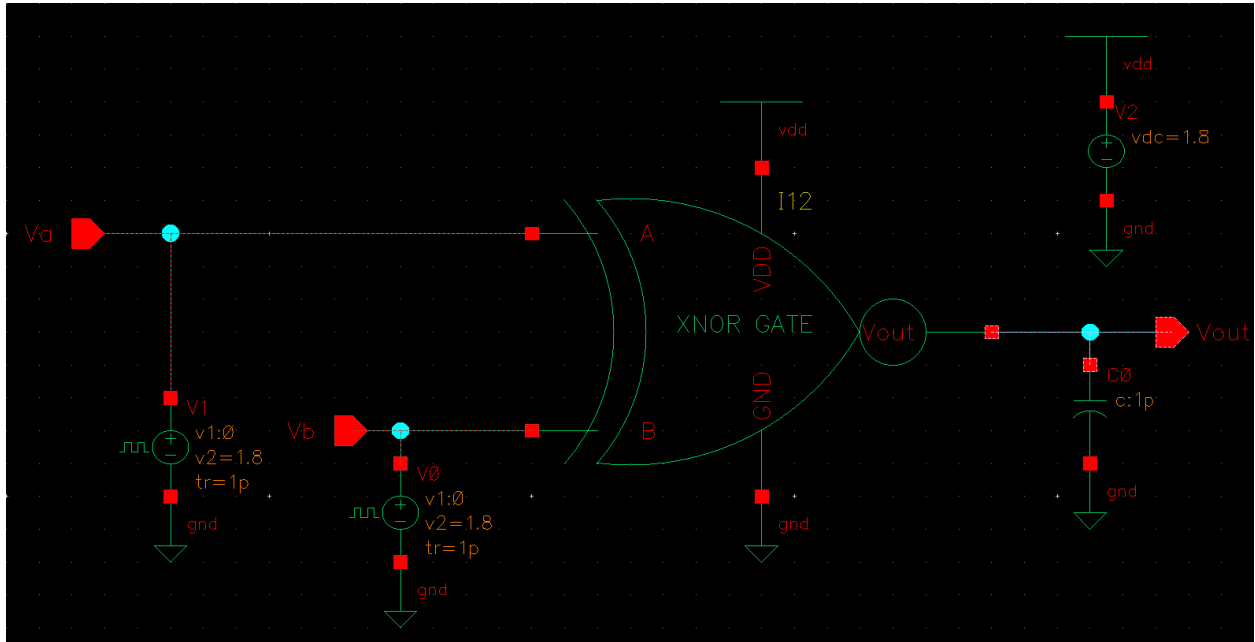 vdd
V2
vdc=1.8
gnd
vdd
I12
Va
A
VDD
XNOR GATE
Vout
Vout
GND
C0
c:1p
gnd
V1
v1:0
v2=1.8
tr=1p
gnd
Vb
B
V0
v1:0
v2=1.8
tr=1p
gnd
gnd